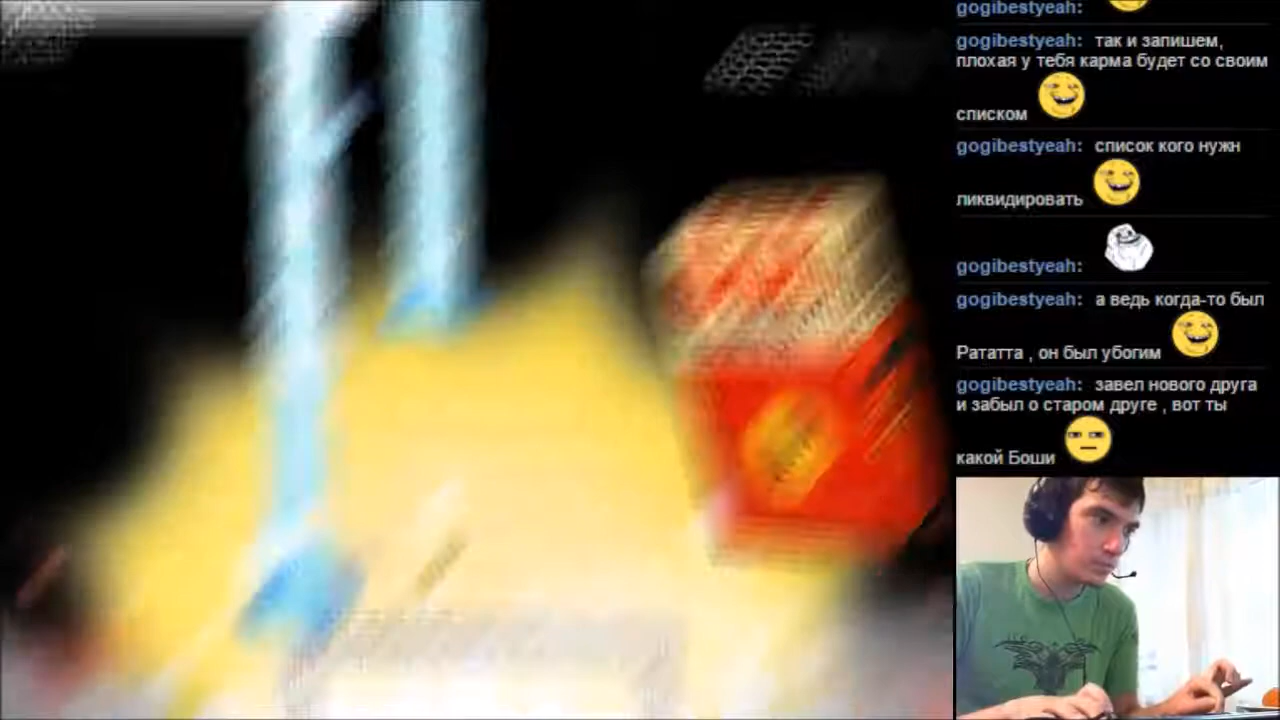 gogibestyeah:
gogibestyeah: так и запишем,
плохая у тебя карма будет со своим
списком
gogibestyeah: список кого нужн
ликвидировать
gogibestyeah:
gogibestyeah: а ведь когда-то был
Рататта , он был убогим
gogibestyeah: завел нового друга
и забыл о старом друге , вот ты
какой Боши